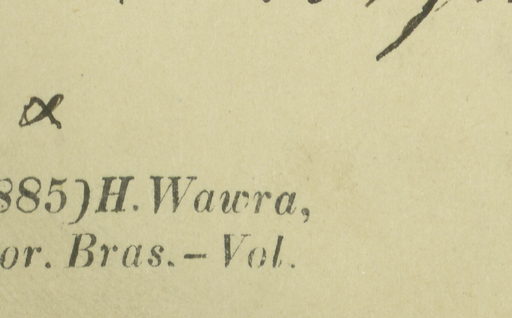 α
885) H. Wawra,
or. Bras.– Vol.